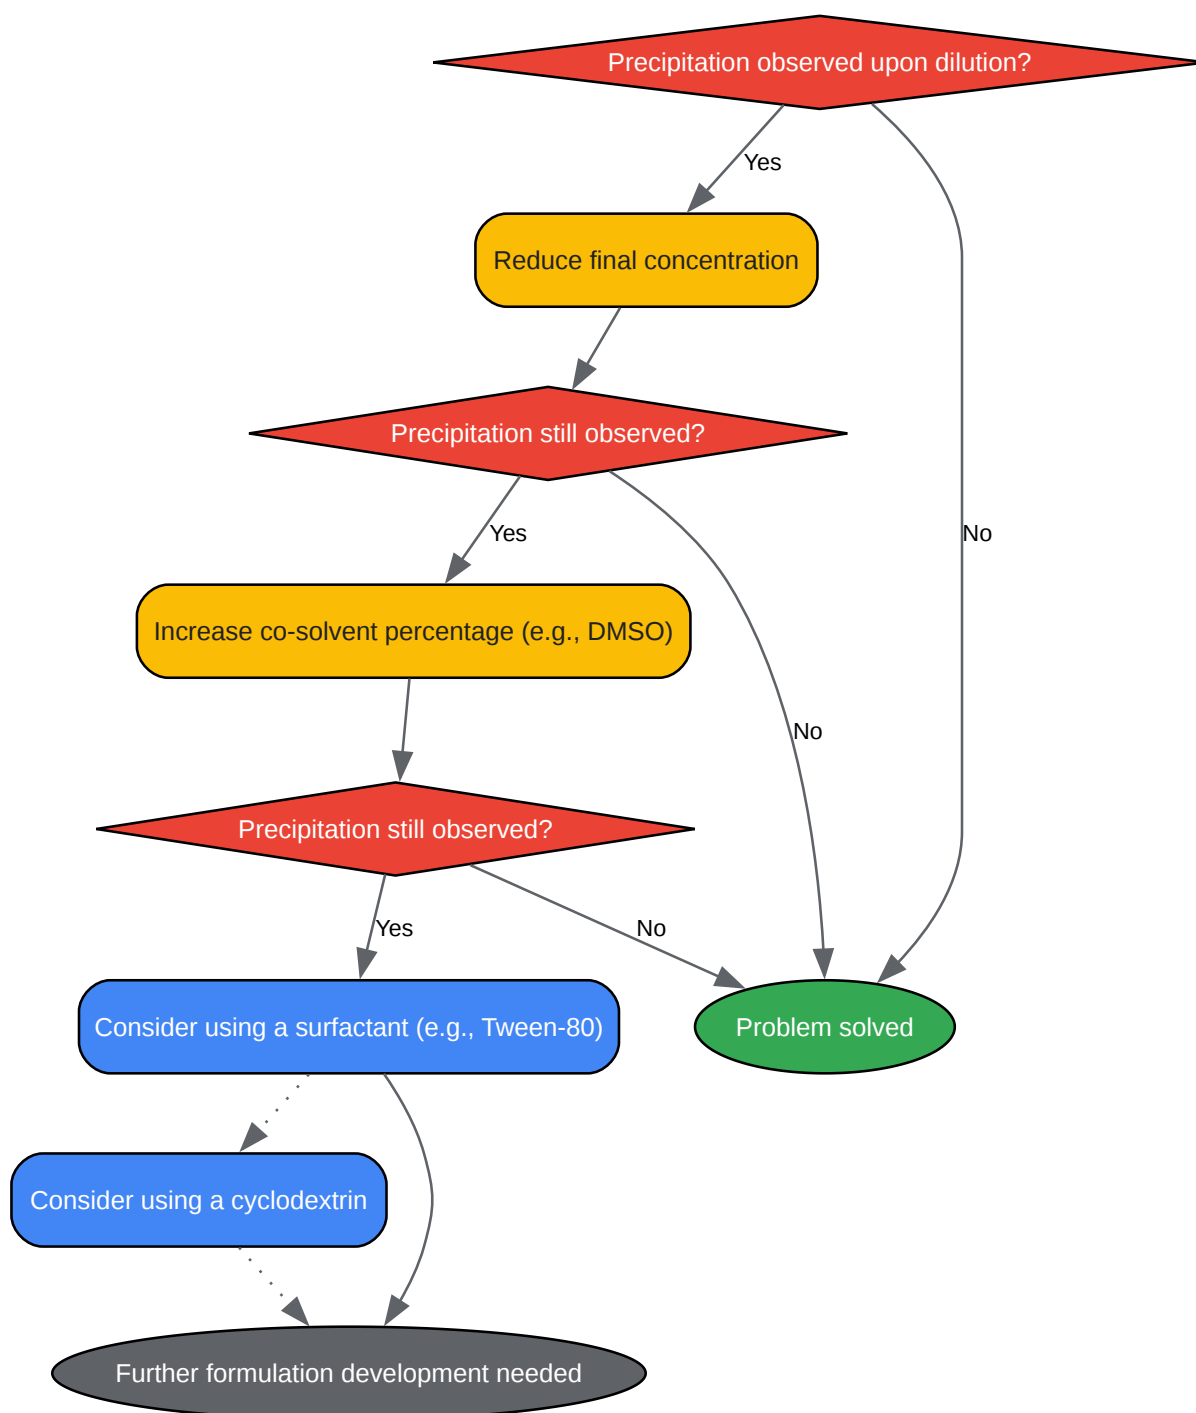 Precipitation observed upon dilution?
Yes
Reduce final concentration
Precipitation still observed?
Yes
No
Increase co-solvent percentage (e.g., DMSO)
No
Precipitation still observed?
Yes
No
Consider using a surfactant (e.g., Tween-80)
Problem solved
Consider using a cyclodextrin
Further formulation development needed